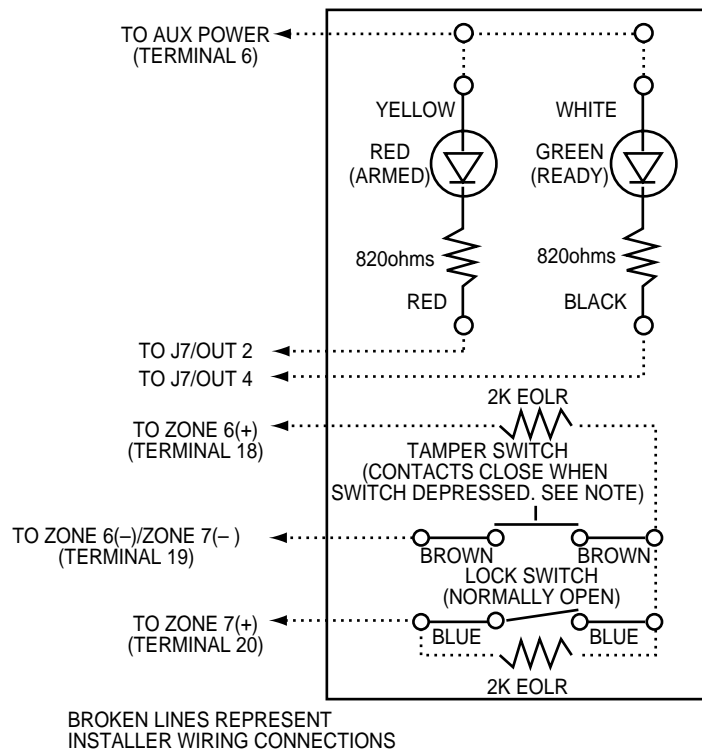 TO AUX POWER
(TERMINAL 6)
YELLOW
WHITE
RED
(ARMED)
GREEN
(READY)
820ohms
820ohms
RED
BLACK
TO J7/OUT 2
TO J7/OUT 4
2K EOLR
TO ZONE 6(+)
(TERMINAL 18)
TAMPER SWITCH
(CONTACTS CLOSE WHEN
SWITCH DEPRESSED. SEE NOTE)
TO ZONE 6(–)/ZONE 7(– )
(TERMINAL 19)
BROWN
BROWN
LOCK SWITCH
(NORMALLY OPEN)
TO ZONE 7(+)
(TERMINAL 20)
BLUE
BLUE
2K EOLR
BROKEN LINES REPRESENT
INSTALLER WIRING CONNECTIONS